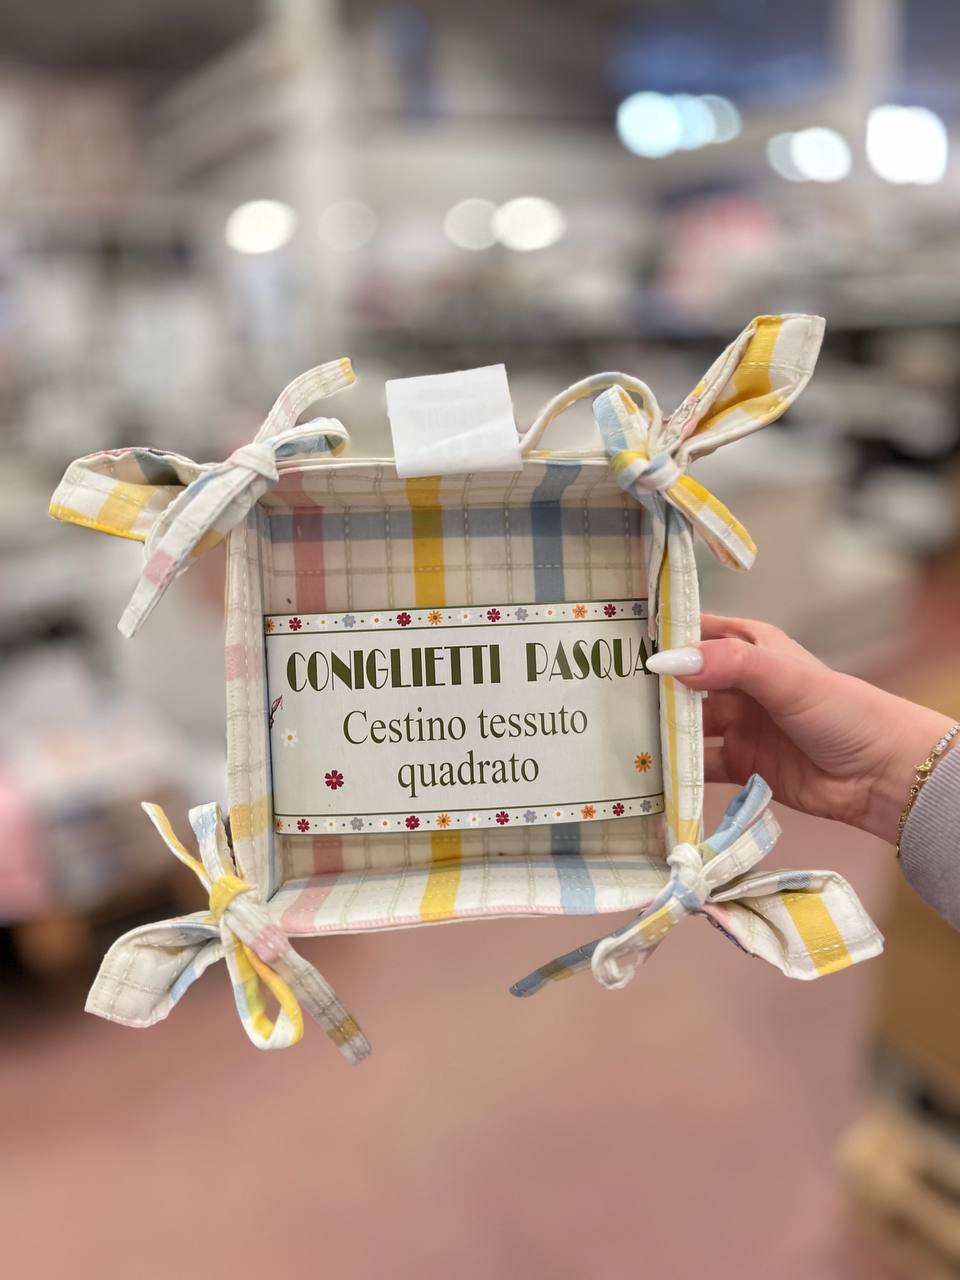 CONIGLIETTI PASQUA
Cestino tessuto
quadrato